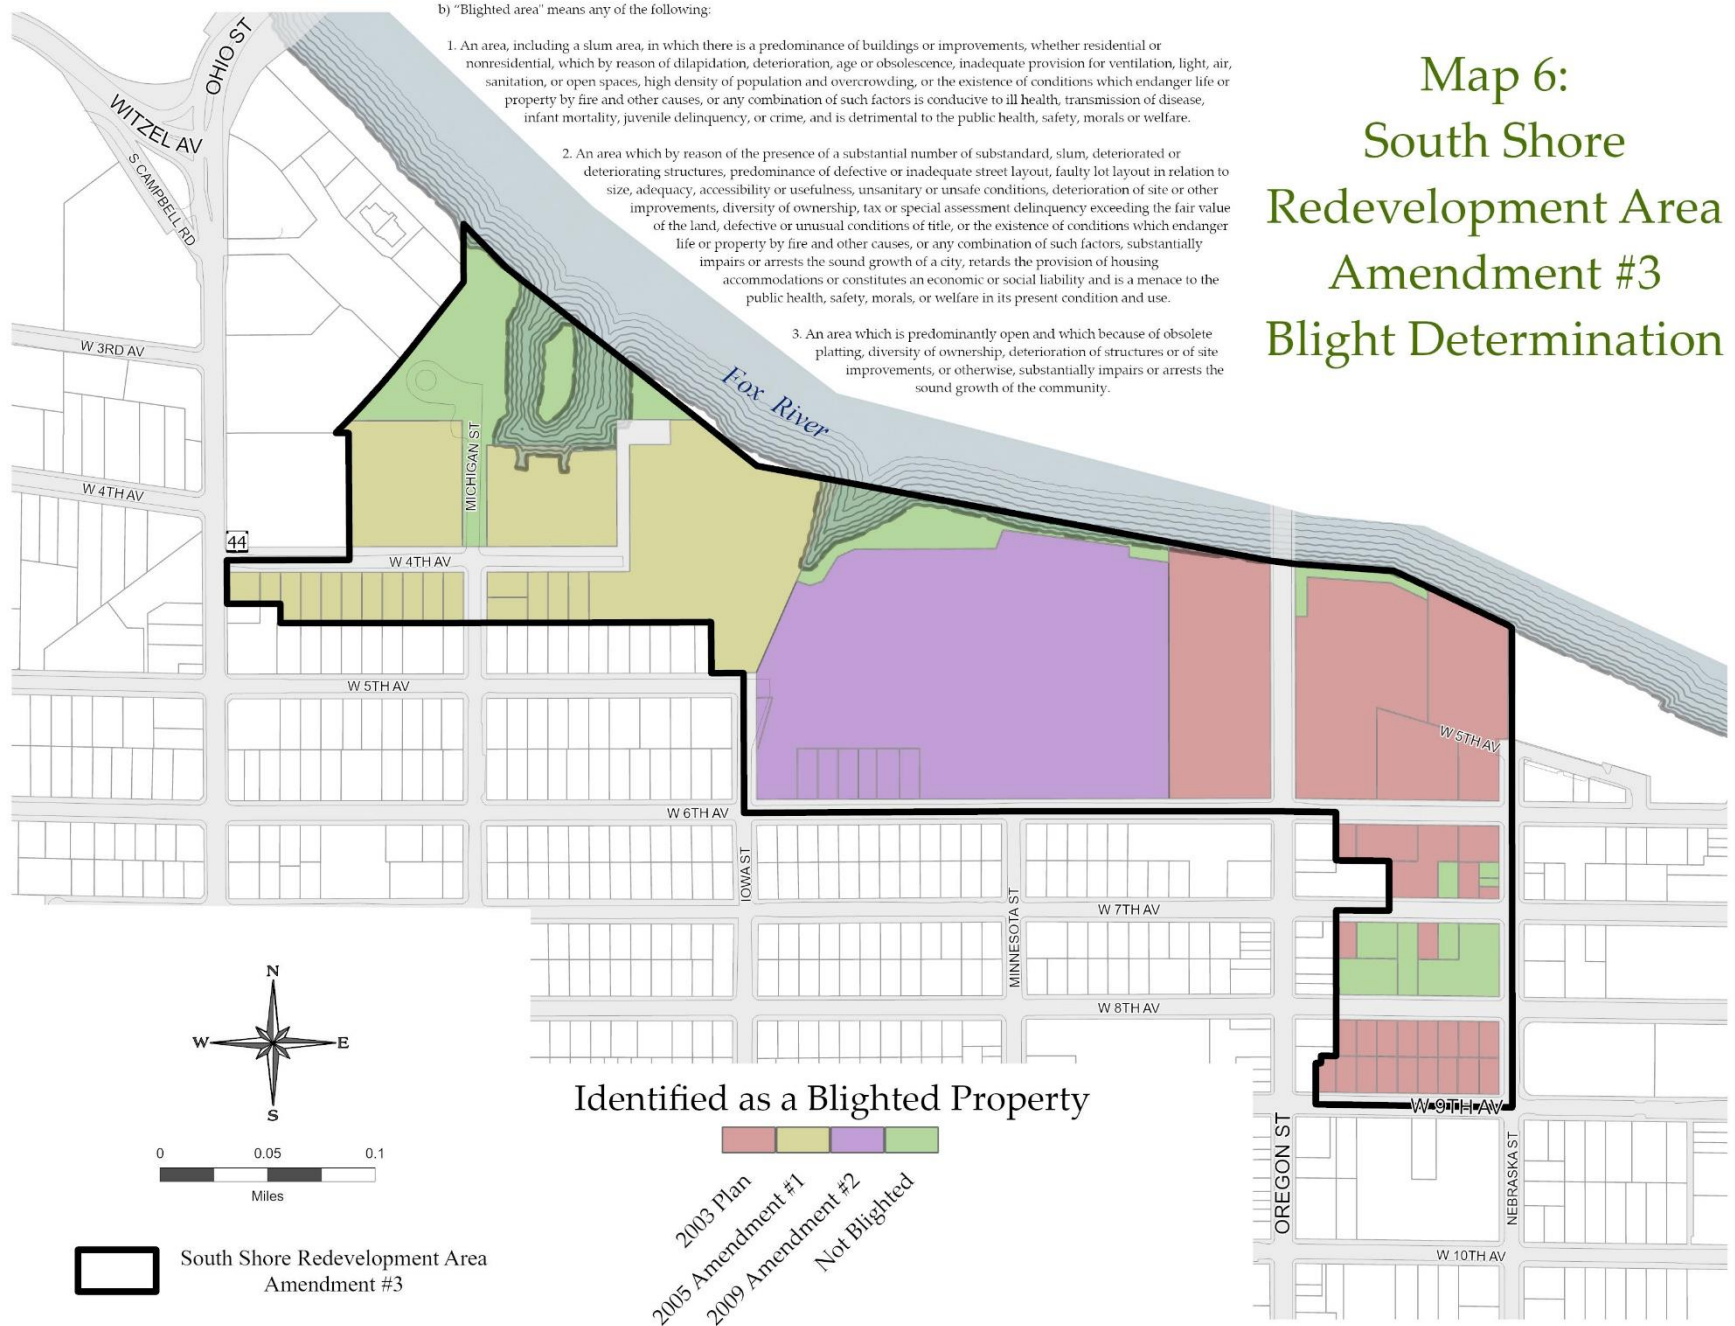 b) “Blighted area" means any of the following:
1. An area, including a slum area, in which there is a predominance of buildings or improvements, whether residential or
nonresidential, which by reason of dilapidation, deterioration, age or obsolescence, inadequate provision for ventilation, light, air,
sanitation, or open spaces, high density of population and overcrowding, or the existence of conditions which endanger life or
property by fire and other causes, or any combination of such factors is conducive to ill health, transmission of disease,
infant mortality, juvenile delinquency, or crime, and is detrimental to the public health, safety, morals or welfare.
2. An area which by reason of the presence of a substantial number of substandard, slum, deteriorated or
deteriorating structures, predominance of defective or inadequate street layout, faulty lot layout in relation to
size, adequacy, accessibility or usefulness, unsanitary or unsafe conditions, deterioration of site or other
improvements, diversity of ownership, tax or special assessment delinquency exceeding the fair value
of the land, defective or unusual conditions of title, or the existence of conditions which endanger
life or property by fire and other causes, or any combination of such factors, substantially
impairs or arrests the sound growth of a city, retards the provision of housing
accommodations or constitutes an economic or social liability and is a menace to the
public health, safety, morals, or welfare in its present condition and use.
3. An area which is predominantly open and which because of obsolete
platting, diversity of ownership, deterioration of structures or of site
improvements, or otherwise, substantially impairs or arrests the
sound growth of the community.
Map 6:
South Shore
Redevelopment Area
Amendment #3
Blight Determination
OHIO ST
WITZEL AV
S CAMPBELL RD
W 3RD AV
Fox River
MICHIGAN ST
W 4TH AV
44
W 4TH AV
W 5TH AV
W 5TH AV
W 6TH AV
IOWA ST
MINNESOTA ST
W 7TH AV
W 8TH AV
W 9TH AV
OREGON ST
NEBRASKA ST
W 10TH AV
N
W
E
S
0
0.05
0.1
Miles
South Shore Redevelopment Area
Amendment #3
Identified as a Blighted Property
2003 Plan
2005 Amendment #1
2009 Amendment #2
Not Blighted